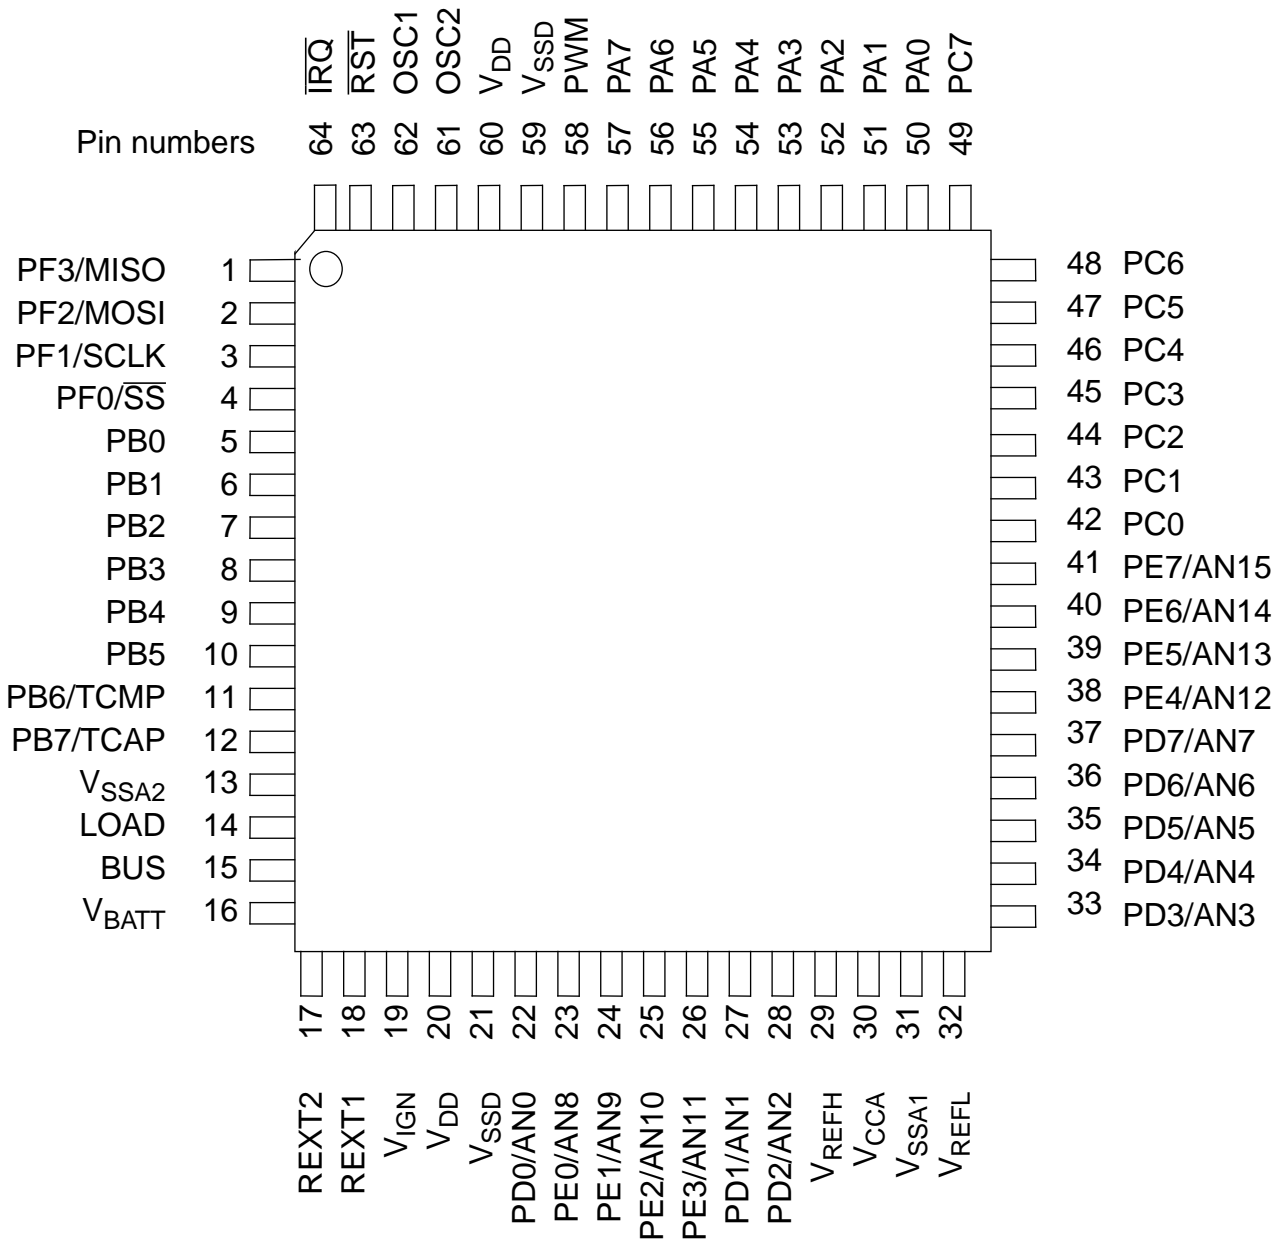 IRQ RST OSC1 OSC2 VDD VSSD PWM PA7 PA6 PA5 PA4 PA3 PA2 PA1 PA0 PC7
Pin numbers 64 63 62 61 60 59 58 57 56 55 54 53 52 51 50 49
PF3/MISO 1 48 PC6
PF2/MOSI 2 47 PC5
PF1/SCLK 3 46 PC4
PF0/SS 4 45 PC3
PB0 5 44 PC2
PB1 6 43 PC1
PB2 7 42 PC0
PB3 8 41 PE7/AN15
PB4 9 40 PE6/AN14
PB5 10 39 PE5/AN13
PB6/TCMP 11 38 PE4/AN12
PB7/TCAP 12 37 PD7/AN7
VSSA2 13 36 PD6/AN6
LOAD 14 35 PD5/AN5
BUS 15 34 PD4/AN4
VBATT 16 33 PD3/AN3
17 18 19 20 21 22 23 24 25 26 27 28 29 30 31 32
REXT2 REXT1 VIGN VDD VSSD PD0/AN0 PE0/AN8 PE1/AN9 PE2/AN10 PE3/AN11 PD1/AN1 PD2/AN2 VREFH VCCA VSSA1 VREFL